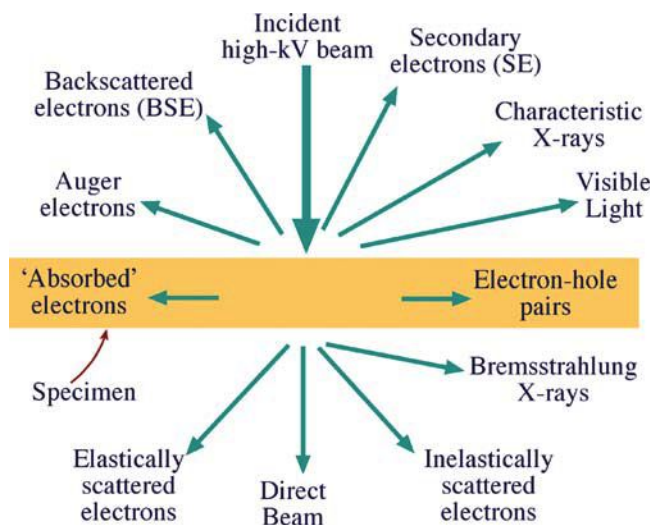 Incident
high-kV beam
Secondary
electrons (SE)
Backscattered
electrons (BSE)
Characteristic
X-rays
Auger
electrons
Visible
Light
‘Absorbed’
electrons
Electron-hole
pairs
Specimen
Bremsstrahlung
X-rays
Elastically
scattered
electrons
Direct
Beam
Inelastically
scattered
electrons